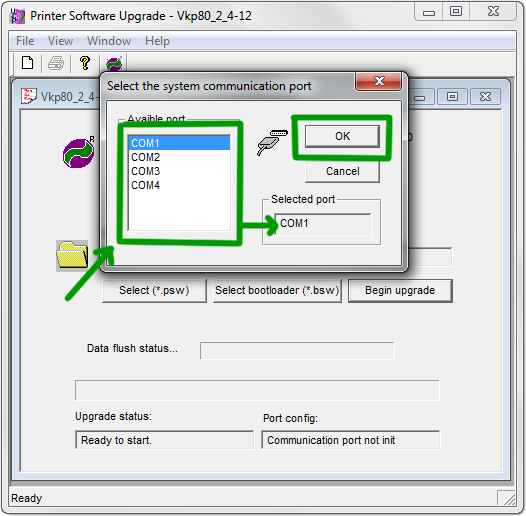 Printer Software Upgrade - Vkp80_2_4-12
File View Window Help
Vkp80_2_4-
Select the system communication port
R
Avaible port
COM1
COM2
COM3
COM4
OK
Cancel
Selected port
COM1
0
Select (*.psw)
Select bootloader (*.bsw)
Begin upgrade
Data flush status...
Upgrade status:
Port config:
Ready to start.
Communication port not init
Ready